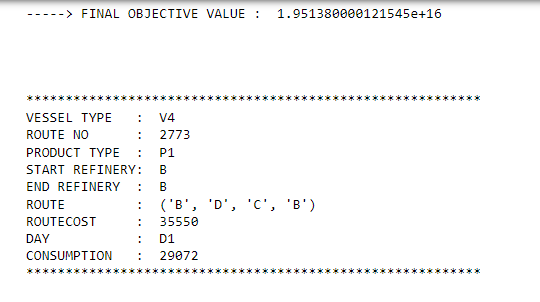 -----> FINAL OBJECTIVE VALUE :  1.951380000121545e+16
**********************************************************
VESSEL TYPE   :  V4
ROUTE NO      :  2773
PRODUCT TYPE  :  P1
START REFINERY:  B
END REFINERY  :  B
ROUTE         :  ('B', 'D', 'C', 'B')
ROUTECOST     :  35550
DAY           :  D1
CONSUMPTION   :  29072
**********************************************************